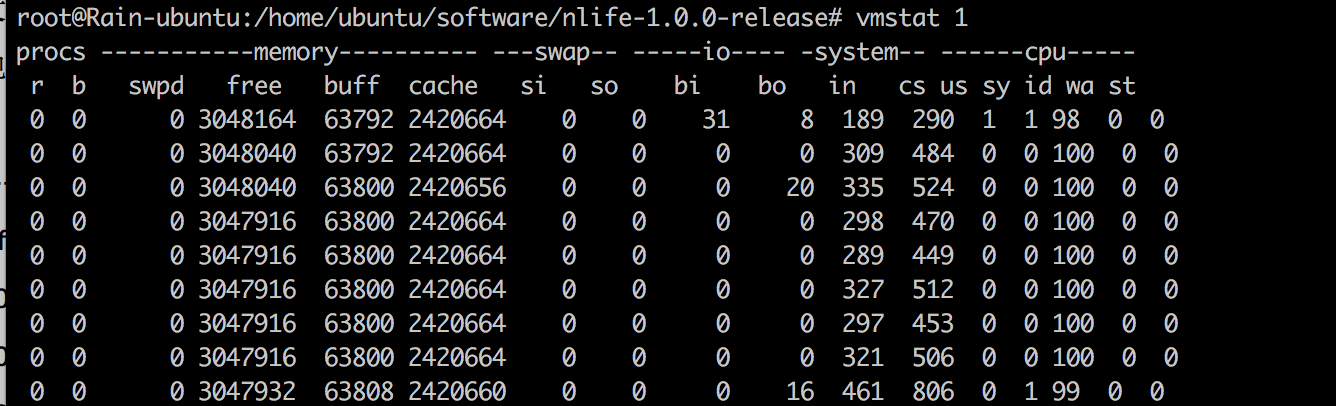 root@Rain-ubuntu:/home/ubuntu/software/nlife-1.0.0-release# vmstat 1
procs -----------memory---------- ---swap-- -----io---- -system-- ------cpu-----
 r  b   swpd   free   buff  cache   si   so    bi    bo   in   cs us sy id wa st
 0  0      0 3048164  63792 2420664    0    0    31     8  189  290  1  1 98  0  0
 0  0      0 3048040  63792 2420664    0    0     0     0  309  484  0  0 100  0  0
 0  0      0 3048040  63800 2420656    0    0     0    20  335  524  0  0 100  0  0
 0  0      0 3047916  63800 2420664    0    0     0     0  298  470  0  0 100  0  0
 0  0      0 3047916  63800 2420664    0    0     0     0  289  449  0  0 100  0  0
 0  0      0 3047916  63800 2420664    0    0     0     0  327  512  0  0 100  0  0
 0  0      0 3047916  63800 2420664    0    0     0     0  297  453  0  0 100  0  0
 0  0      0 3047916  63800 2420664    0    0     0     0  321  506  0  0 100  0  0
 0  0      0 3047932  63808 2420660    0    0     0    16  461  806  0  1 99  0  0